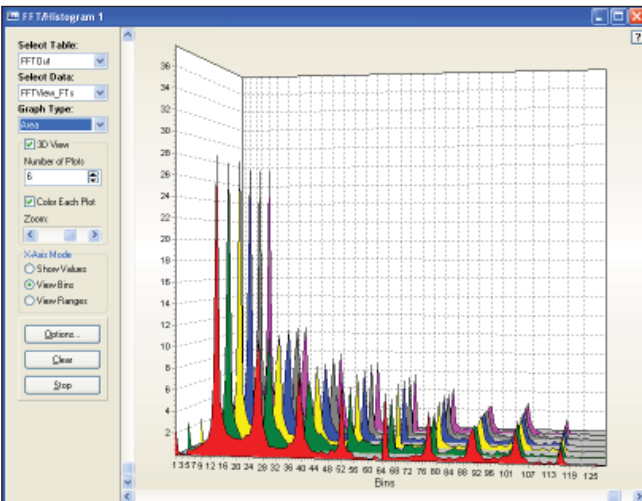 FFT/Histogram 1
Select Table:
FFTOut
Select Data:
FFTView_FTs
Graph Type:
Area
3D View
Number of Plots
6
Color Each Plot
Zoom:
X-Axis Mode
Show Values
View Bins
View Ranges
Options...
Clear
Stop
?
36
34
32
30
28
26
24
22
20
18
16
14
12
10
8
6
4
2
1 3 5 7 9 12 16 20 24 28 32 36 40 44 48 52 56 60 64 68 72 76 80 84 88 92 96 101 107 113 119 125
Bins